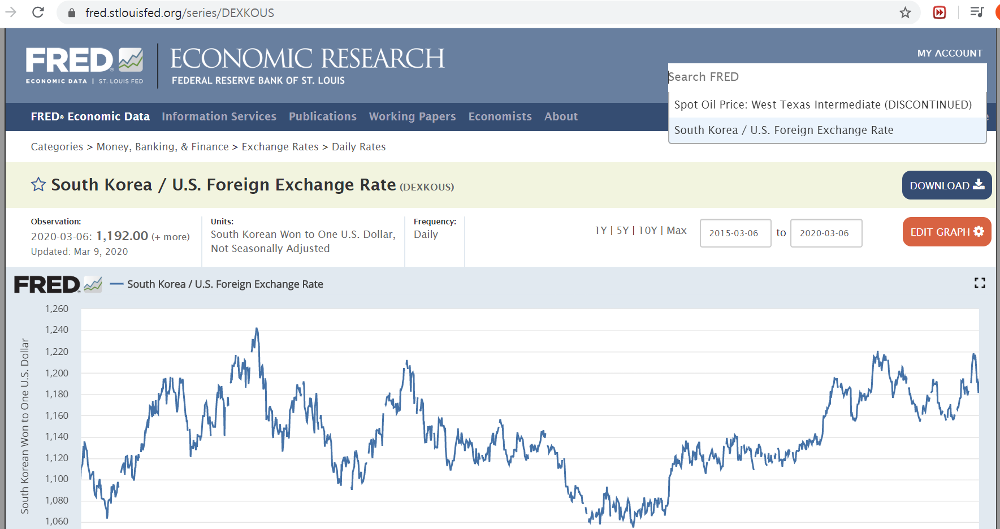 fred.stlouisfed.org/series/DEXKOUS
FRED
ECONOMIC DATA | ST. LOUIS FED
ECONOMIC RESEARCH
FEDERAL RESERVE BANK OF ST. LOUIS
MY ACCOUNT
Search FRED
Spot Oil Price: West Texas Intermediate (DISCONTINUED)
South Korea / U.S. Foreign Exchange Rate
FRED® Economic Data Information Services Publications Working Papers Economists About
Categories > Money, Banking, & Finance > Exchange Rates > Daily Rates
South Korea / U.S. Foreign Exchange Rate (DEXKOUS)
DOWNLOAD
Observation:
2020-03-06: 1,192.00 (+ more)
Updated: Mar 9, 2020
Units:
South Korean Won to One U.S. Dollar,
Not Seasonally Adjusted
Frequency:
Daily
1Y | 5Y | 10Y | Max
2015-03-06 to 2020-03-06
EDIT GRAPH
FRED
South Korea / U.S. Foreign Exchange Rate
South Korean Won to One U.S. Dollar
1,260
1,240
1,220
1,200
1,180
1,160
1,140
1,120
1,100
1,080
1,060